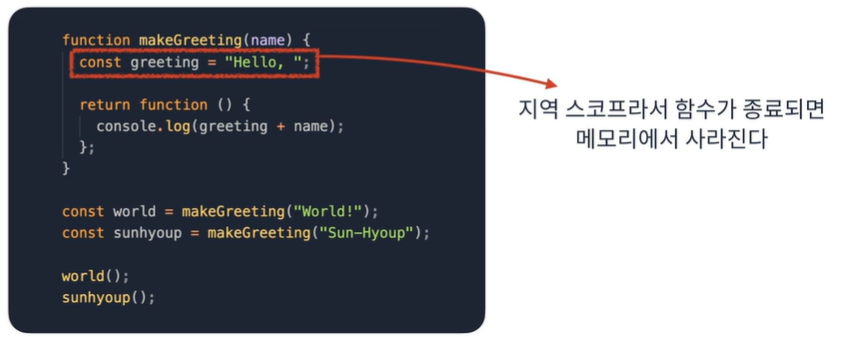 function makeGreeting(name) {
const greeting = "Hello, ";
return function () {
console.log(greeting + name);
};
}
const world = makeGreeting("World!");
const sunhyoup = makeGreeting("Sun-Hyoup");
world();
sunhyoup();
지역 스코프라서 함수가 종료되면
메모리에서 사라진다